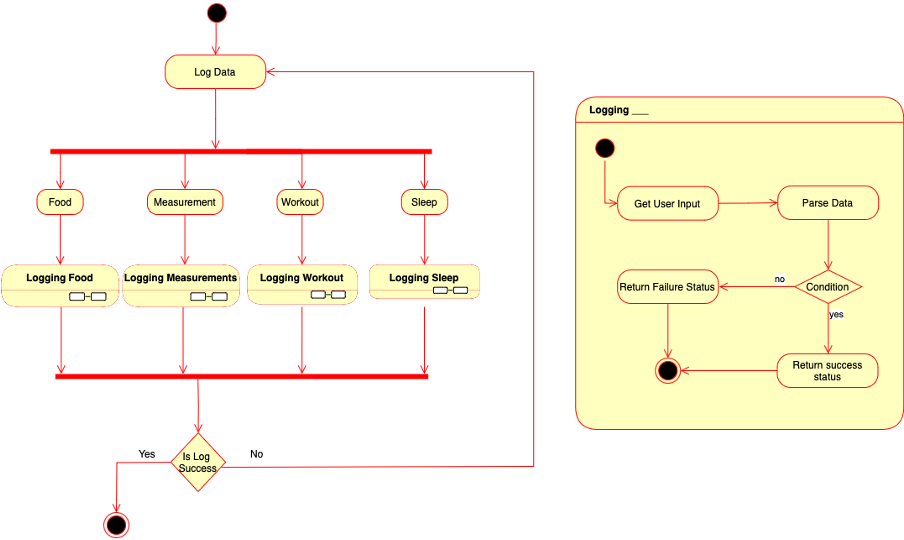 Log Data
Food
Measurement
Workout
Sleep
Logging Food
Logging Measurements
Logging Workout
Logging Sleep
Is Log
Success
Yes
No
Logging ___
Get User Input
Parse Data
Condition
no
yes
Return Failure Status
Return success
status